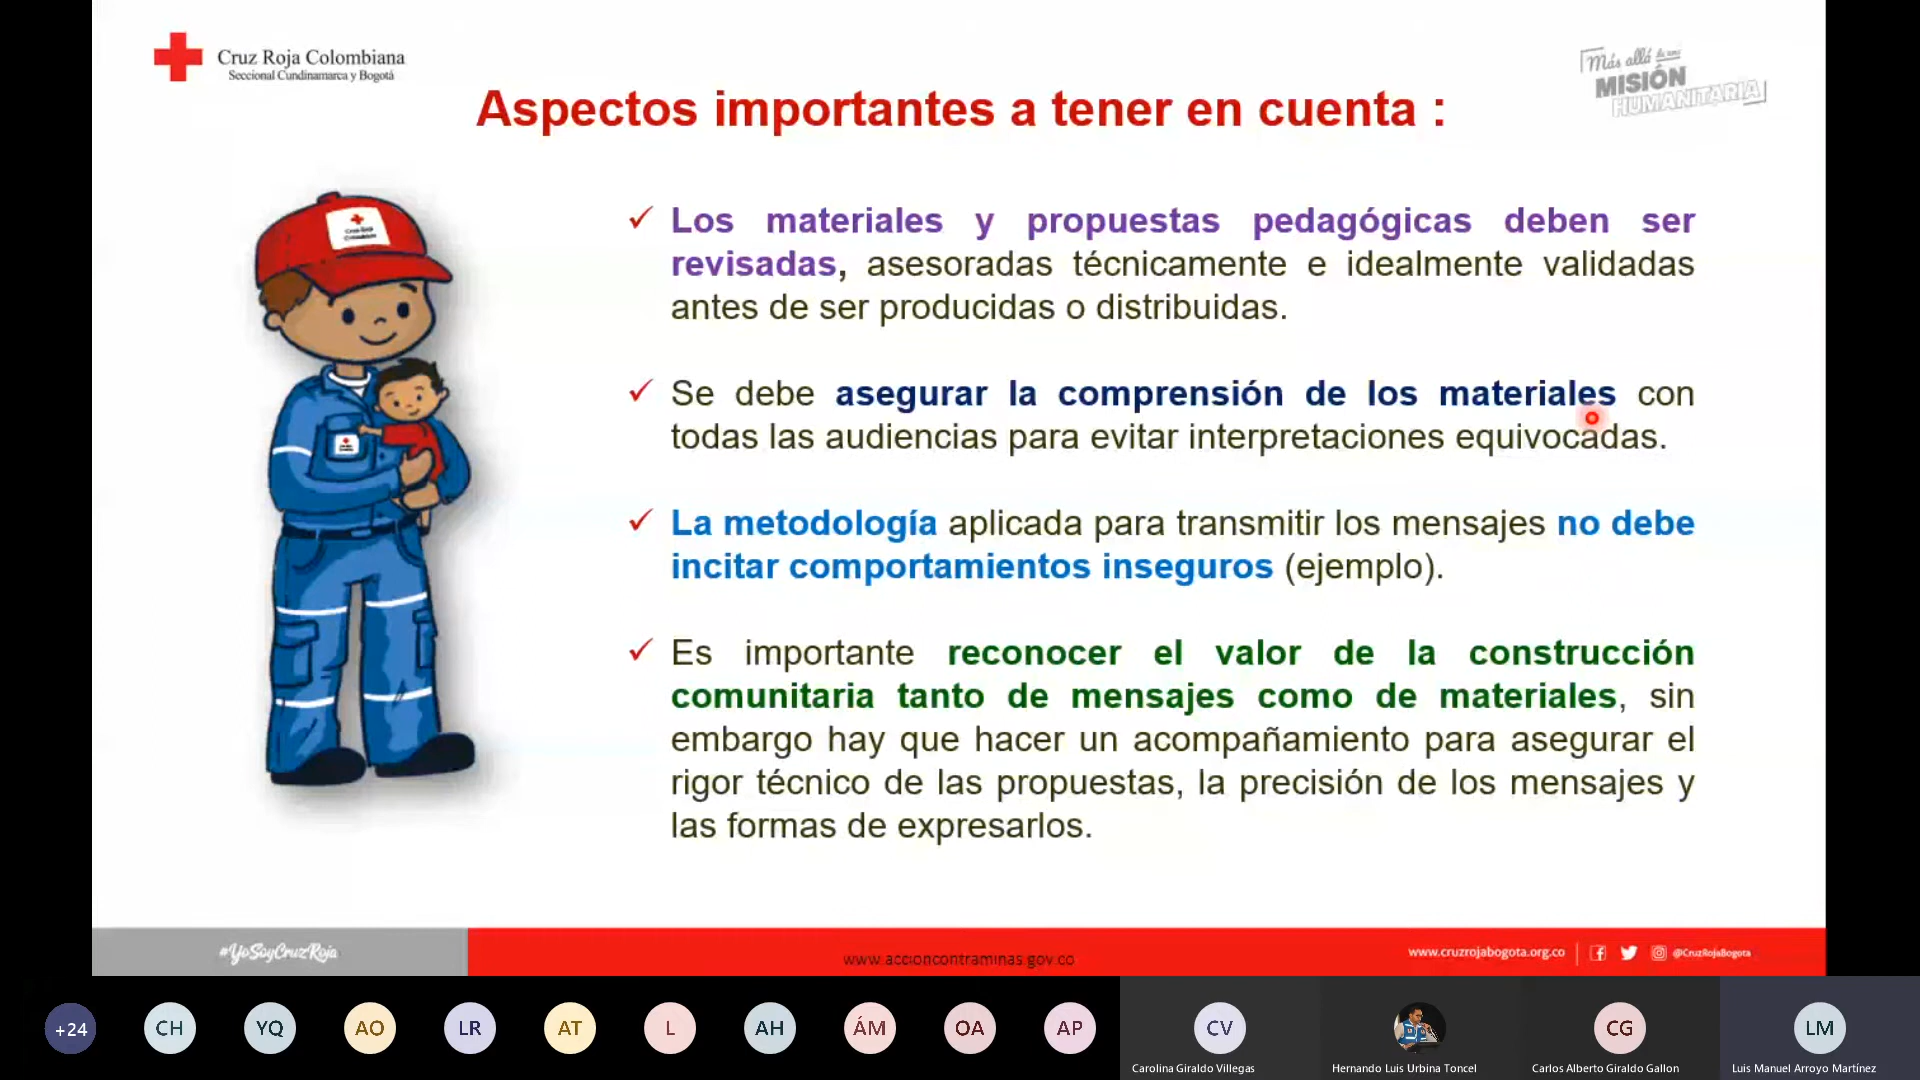 Cruz Roja Colombiana
Seccional Cundinamarca y Bogotá
Más allá de una
MISIÓN
HUMANITARIA
Aspectos importantes a tener en cuenta :
✓ Los materiales y propuestas pedagógicas deben ser
revisadas, asesoradas técnicamente e idealmente validadas
antes de ser producidas o distribuidas.
✓ Se debe asegurar la comprensión de los materiales con
todas las audiencias para evitar interpretaciones equivocadas.
✓ La metodología aplicada para transmitir los mensajes no debe
incitar comportamientos inseguros (ejemplo).
✓ Es importante reconocer el valor de la construcción
comunitaria tanto de mensajes como de materiales, sin
embargo hay que hacer un acompañamiento para asegurar el
rigor técnico de las propuestas, la precisión de los mensajes y
las formas de expresarlos.
#YoSoyCruzRoja
www.accioncontraminas.gov.co
www.cruzrojabogota.org.co
@CruzRojaBogota
+24 CH YQ AO LR AT L AH ÁM OA AP CV CG LM
Carolina Giraldo Villegas Hernando Luis Urbina Toncel Carlos Alberto Giraldo Gallon Luis Manuel Arroyo Martínez